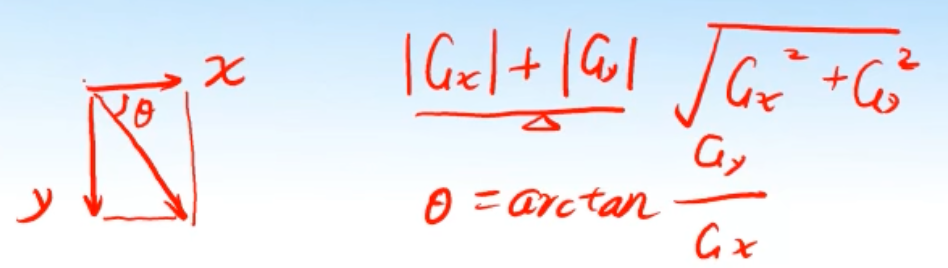 x
θ
y
|Gx| + |Gy|
√(Gx² + Gy²)
θ = arctan Gy/Gx